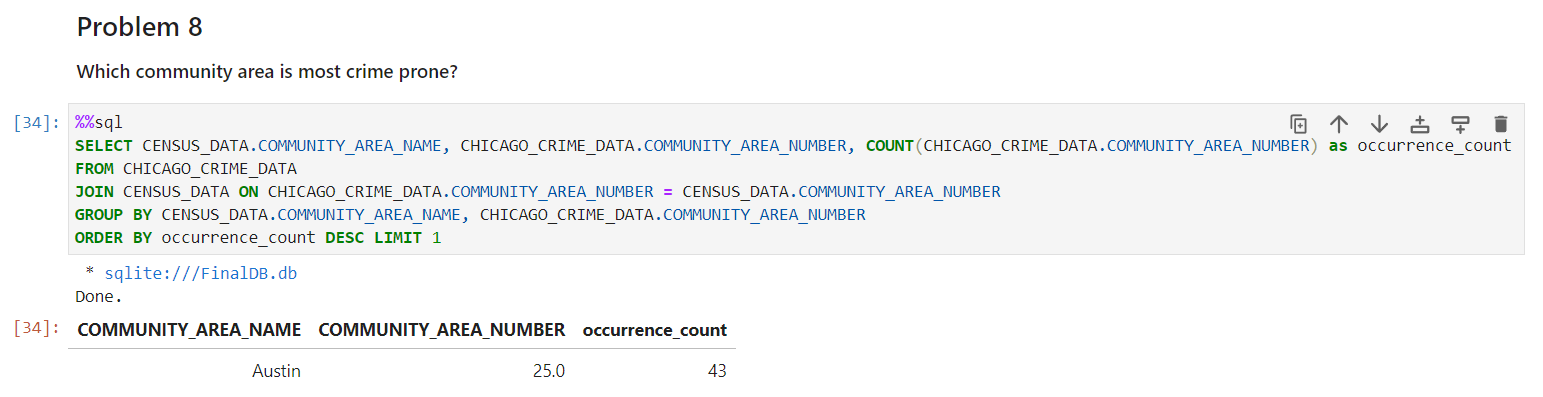 Problem 8
Which community area is most crime prone?
[34]: %%sql
SELECT CENSUS_DATA.COMMUNITY_AREA_NAME, CHICAGO_CRIME_DATA.COMMUNITY_AREA_NUMBER, COUNT(CHICAGO_CRIME_DATA.COMMUNITY_AREA_NUMBER) as occurrence_count
FROM CHICAGO_CRIME_DATA
JOIN CENSUS_DATA ON CHICAGO_CRIME_DATA.COMMUNITY_AREA_NUMBER = CENSUS_DATA.COMMUNITY_AREA_NUMBER
GROUP BY CENSUS_DATA.COMMUNITY_AREA_NAME, CHICAGO_CRIME_DATA.COMMUNITY_AREA_NUMBER
ORDER BY occurrence_count DESC LIMIT 1
* sqlite:///FinalDB.db
Done.
[34]: COMMUNITY_AREA_NAME COMMUNITY_AREA_NUMBER occurrence_count
Austin 25.0 43